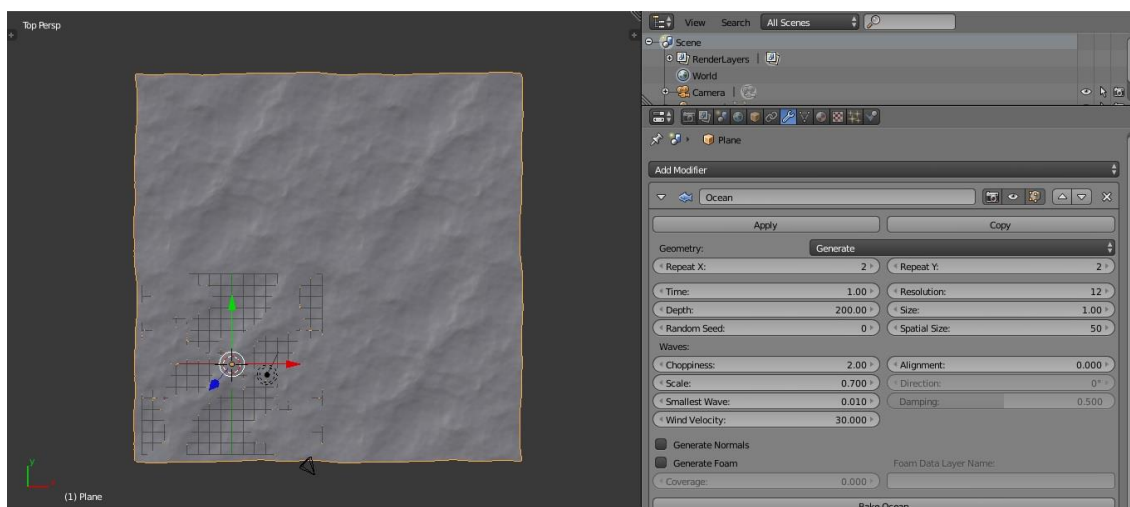 Top Persp
View Search All Scenes
Scene
RenderLayers |
World
Camera |
Plane
Add Modifier
Ocean
Apply Copy
Geometry: Generate
Repeat X: 2 Repeat Y: 2
Time: 1.00 Resolution: 12
Depth: 200.00 Size: 1.00
Random Seed: 0 Spatial Size: 50
Waves:
Choppiness: 2.00 Alignment: 0.000
Scale: 0.700 Direction: 0°
Smallest Wave: 0.010 Damping: 0.500
Wind Velocity: 30.000
Generate Normals
Generate Foam Foam Data Layer Name:
Coverage: 0.000
Bake Ocean
y
x
(1) Plane